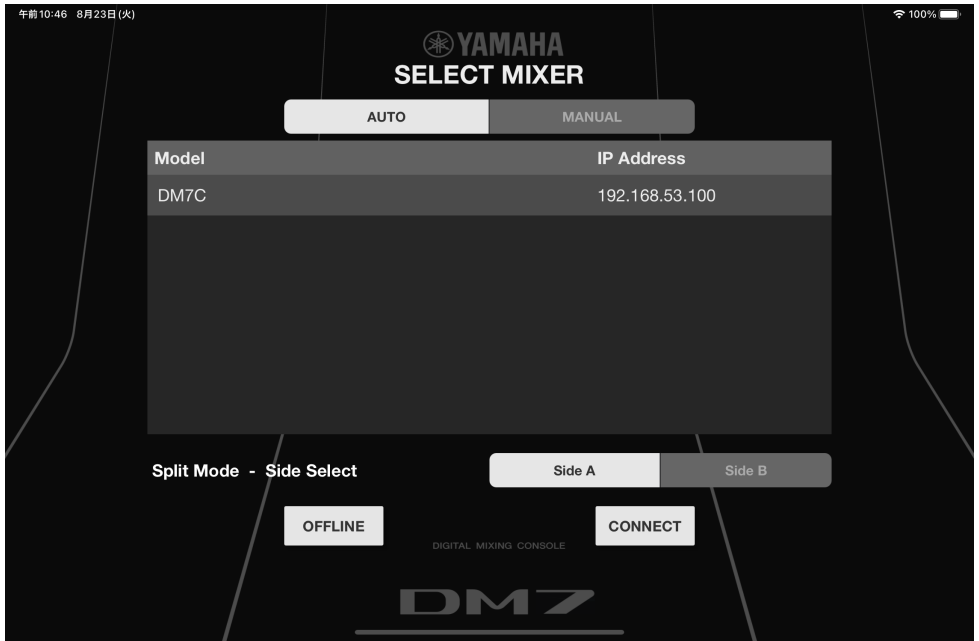 午前10:46 8月23日(火) 100%
YAMAHA
SELECT MIXER
AUTO MANUAL
Model IP Address
DM7C 192.168.53.100
Split Mode - Side Select Side A Side B
OFFLINE CONNECT
DIGITAL MIXING CONSOLE
DM7